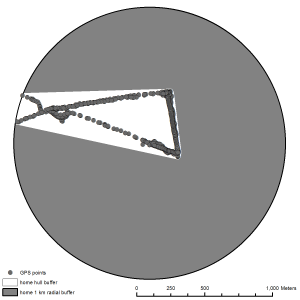 GPS points
home hull buffer
home 1 km radial buffer
0 250 500 1,000 Meters